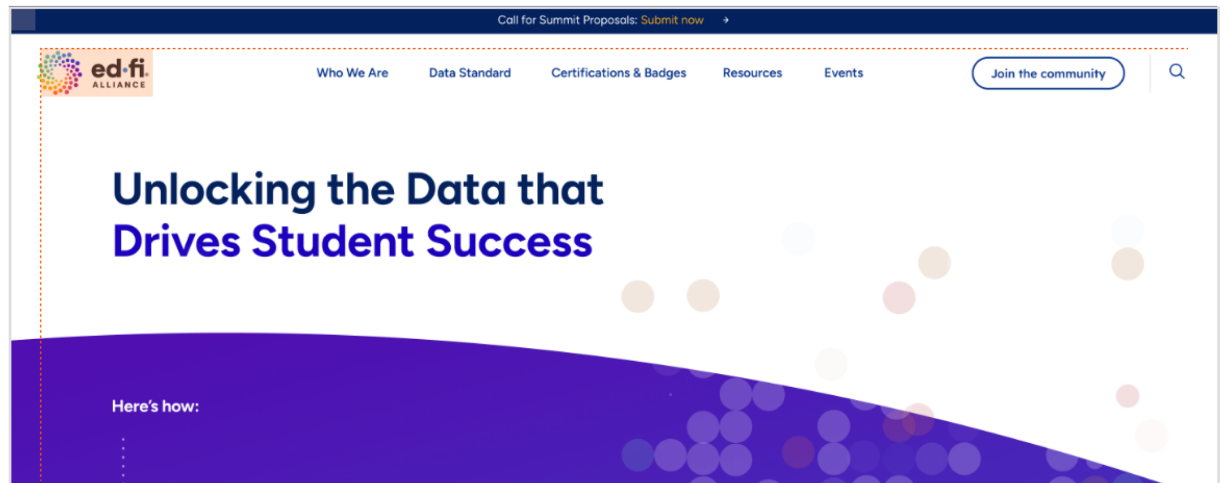 Call for Summit Proposals: Submit now →
ed•fi.
ALLIANCE
Who We Are Data Standard Certifications & Badges Resources Events Join the community
Unlocking the Data that
Drives Student Success
Here’s how: